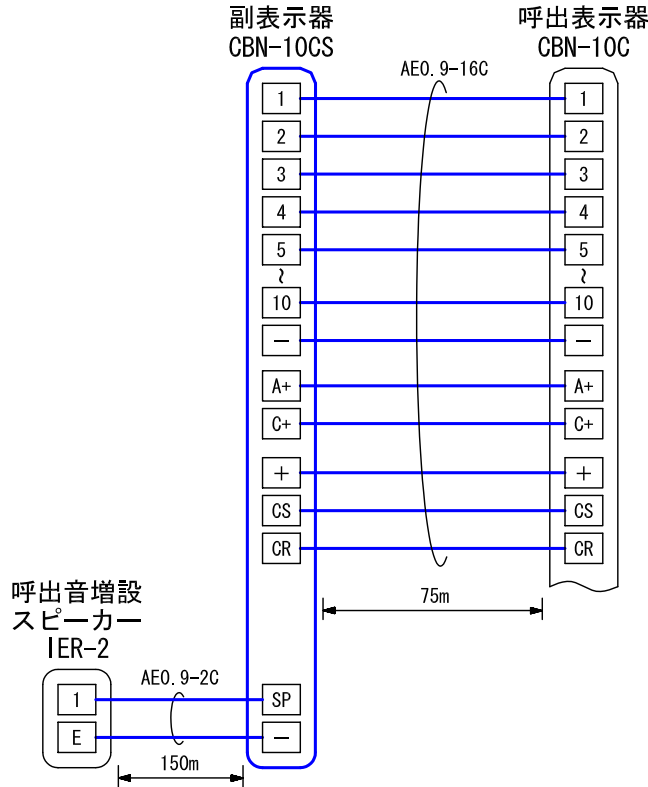 副表示器
CBN-10CS
呼出表示器
CBN-10C
AE0.9-16C
1 1
2 2
3 3
4 4
5 5
~ ~
10 10
— —
A+ A+
C+ C+
+ +
CS CS
CR CR
75m
呼出音増設
スピーカー
IER-2
AE0.9-2C
1 SP
E —
150m